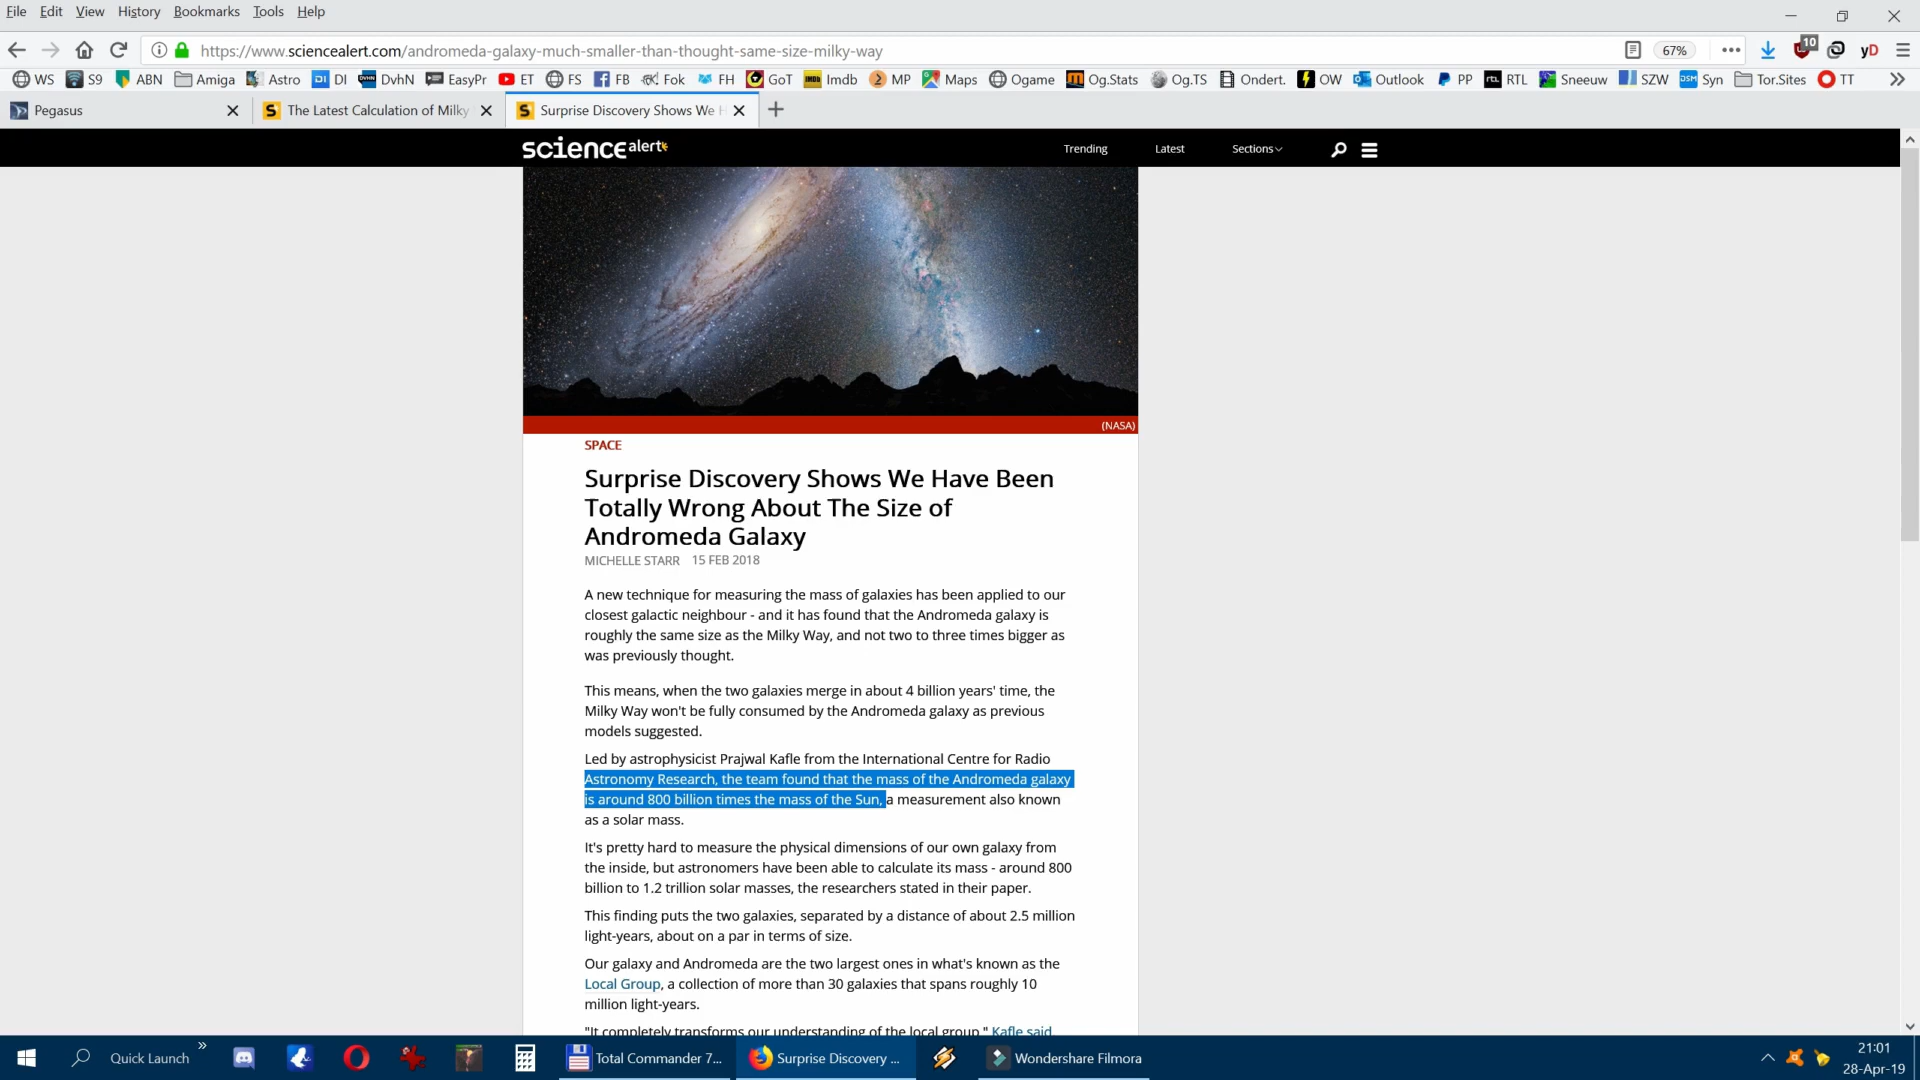 File Edit View History Bookmarks Tools Help
https://www.sciencealert.com/andromeda-galaxy-much-smaller-than-thought-same-size-milky-way
67%
10
yD
WS S9 ABN Amiga Astro DI DvhN EasyPr ET FS FB Fok FH GoT Imdb MP Maps Ogame Og.Stats Og.TS Ondert. OW Outlook PP RTL Sneeuw SZW Syn Tor.Sites TT
Pegasus
The Latest Calculation of Milky
Surprise Discovery Shows We H
sciencealert
Trending Latest Sections
(NASA)
SPACE
Surprise Discovery Shows We Have Been
Totally Wrong About The Size of
Andromeda Galaxy
MICHELLE STARR 15 FEB 2018
A new technique for measuring the mass of galaxies has been applied to our
closest galactic neighbour - and it has found that the Andromeda galaxy is
roughly the same size as the Milky Way, and not two to three times bigger as
was previously thought.
This means, when the two galaxies merge in about 4 billion years' time, the
Milky Way won't be fully consumed by the Andromeda galaxy as previous
models suggested.
Led by astrophysicist Prajwal Kafle from the International Centre for Radio
Astronomy Research, the team found that the mass of the Andromeda galaxy
is around 800 billion times the mass of the Sun, a measurement also known
as a solar mass.
It's pretty hard to measure the physical dimensions of our own galaxy from
the inside, but astronomers have been able to calculate its mass - around 800
billion to 1.2 trillion solar masses, the researchers stated in their paper.
This finding puts the two galaxies, separated by a distance of about 2.5 million
light-years, about on a par in terms of size.
Our galaxy and Andromeda are the two largest ones in what's known as the
Local Group, a collection of more than 30 galaxies that spans roughly 10
million light-years.
"It completely transforms our understanding of the local group," Kafle said.
Quick Launch
Total Commander 7...
Surprise Discovery ...
Wondershare Filmora
21:01
28-Apr-19